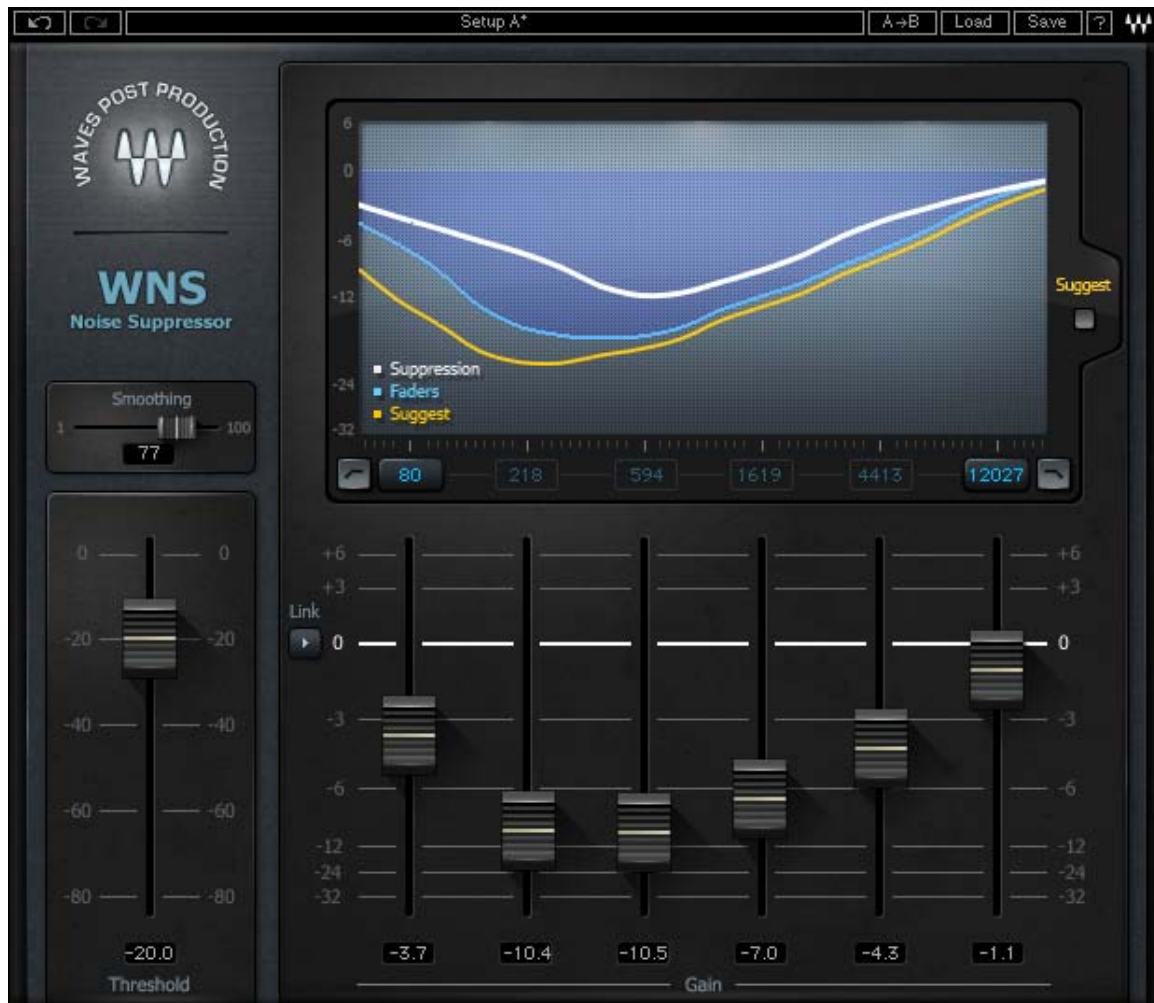 Setup A* A→B Load Save ?
WAVES POST PRODUCTION
WNS
Noise Suppressor
Smoothing
1 100
77
6
0
-6
-12
-24
-32
Suppression
Faders
Suggest
Suggest
80 218 594 1619 4413 12027
0 0
-20 -20
-40 -40
-60 -60
-80 -80
-20.0
Threshold
Link
+6 +6
+3 +3
0 0
-3 -3
-6 -6
-12 -12
-24 -24
-32 -32
-3.7 -10.4 -10.5 -7.0 -4.3 -1.1
Gain